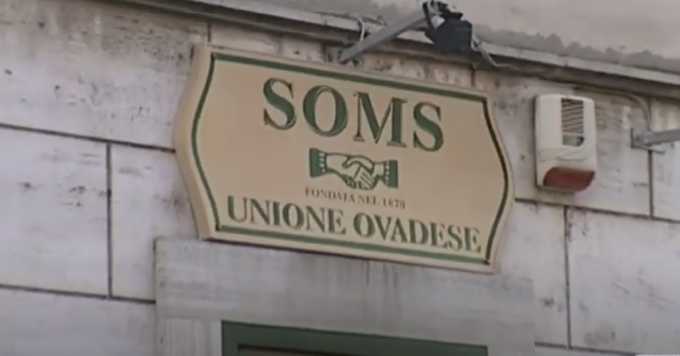 SOMS
FONDATA NEL 1870
UNIONE OVADESE